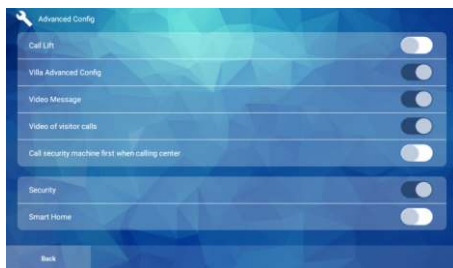 Advanced Config
Call Lift
Villa Advanced Config
Video Message
Video of visitor calls
Call security machine first when calling center
Security
Smart Home
Back